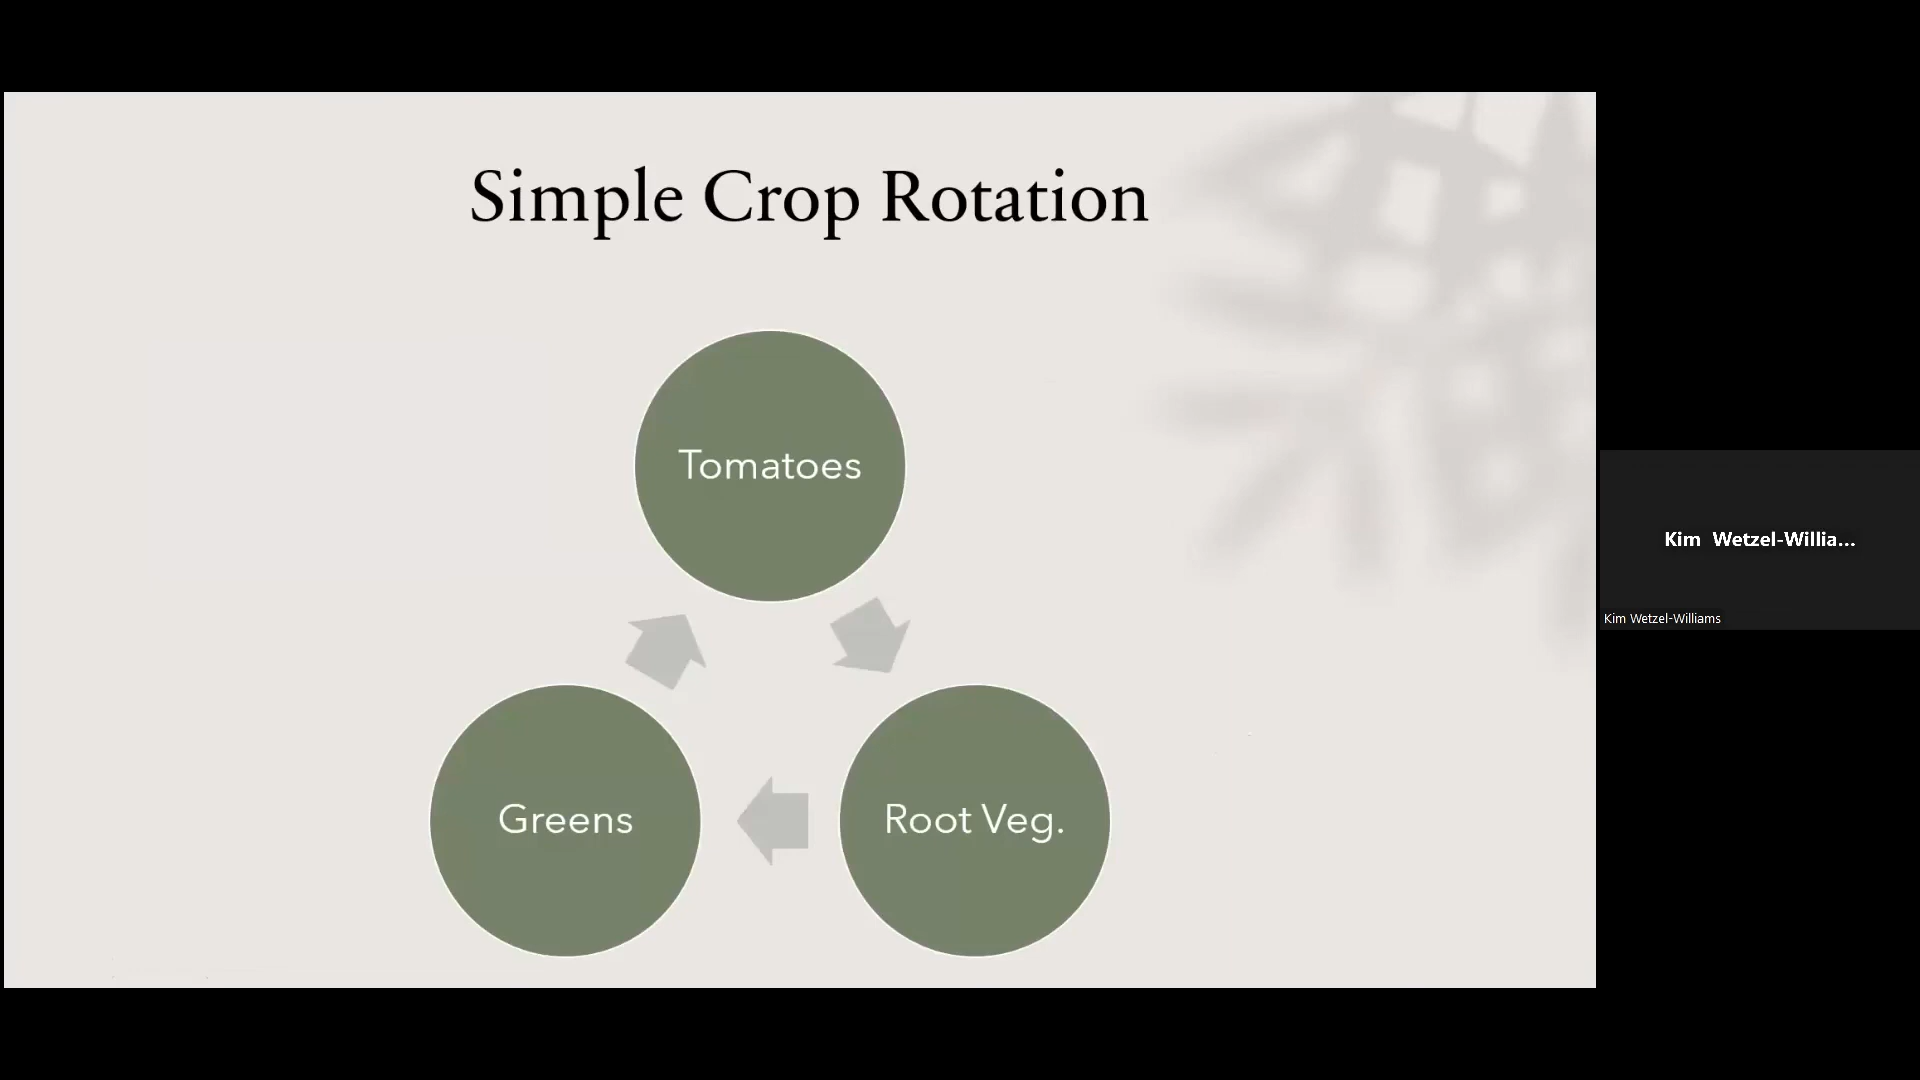 Simple Crop Rotation
Tomatoes
Greens
Root Veg.
Kim Wetzel-Willia...
Kim Wetzel-Williams